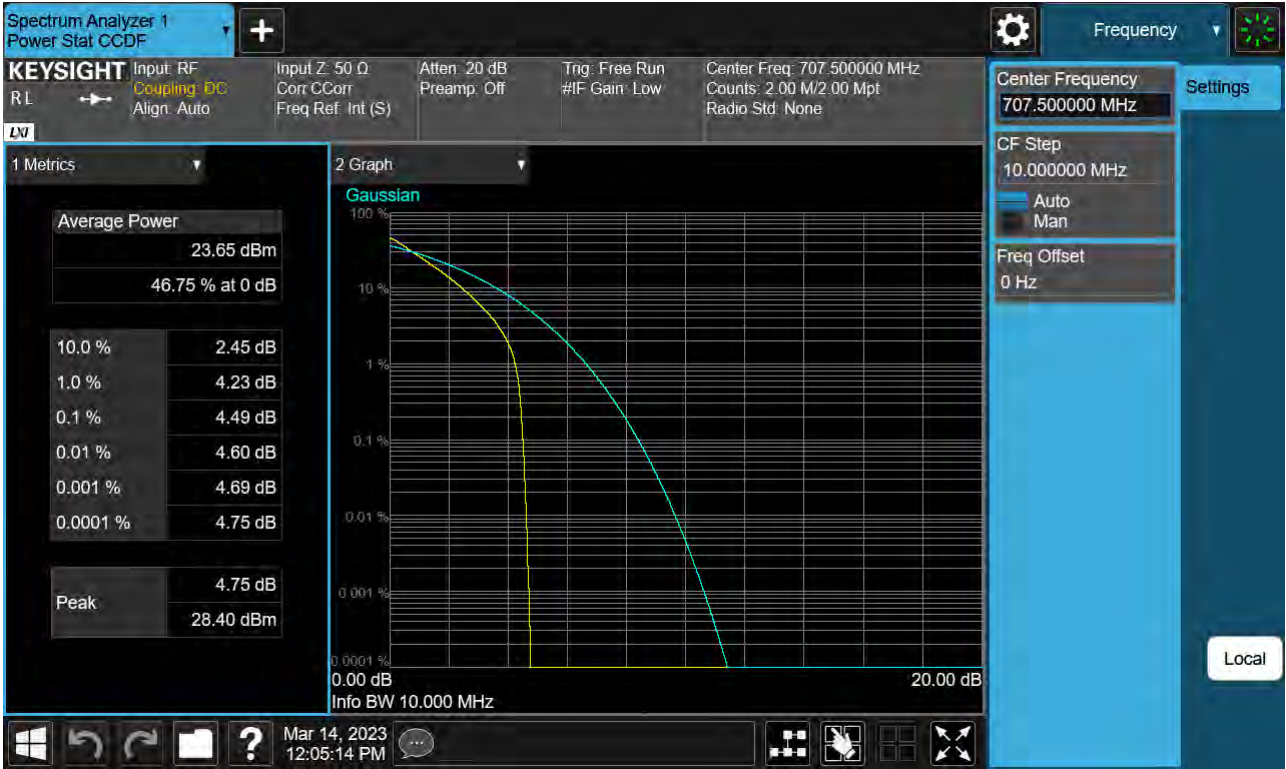 Spectrum Analyzer 1
Power Stat CCDF
Frequency
KEYSIGHT
RL
LXI
Input: RF
Coupling: DC
Align: Auto
Input Z: 50 Ω
Corr CCorr
Freq Ref: Int (S)
Atten: 20 dB
Preamp: Off
Trig: Free Run
#IF Gain: Low
Center Freq: 707.500000 MHz
Counts: 2.00 M/2.00 Mpt
Radio Std: None
Center Frequency
707.500000 MHz
Settings
CF Step
10.000000 MHz
Auto
Man
Freq Offset
0 Hz
1 Metrics
Average Power
23.65 dBm
46.75 % at 0 dB
10.0 % 2.45 dB
1.0 % 4.23 dB
0.1 % 4.49 dB
0.01 % 4.60 dB
0.001 % 4.69 dB
0.0001 % 4.75 dB
Peak
4.75 dB
28.40 dBm
2 Graph
Gaussian
100 %
10 %
1 %
0.1 %
0.01 %
0.001 %
0.0001 %
0.00 dB 20.00 dB
Info BW 10.000 MHz
Local
?
Mar 14, 2023
12:05:14 PM